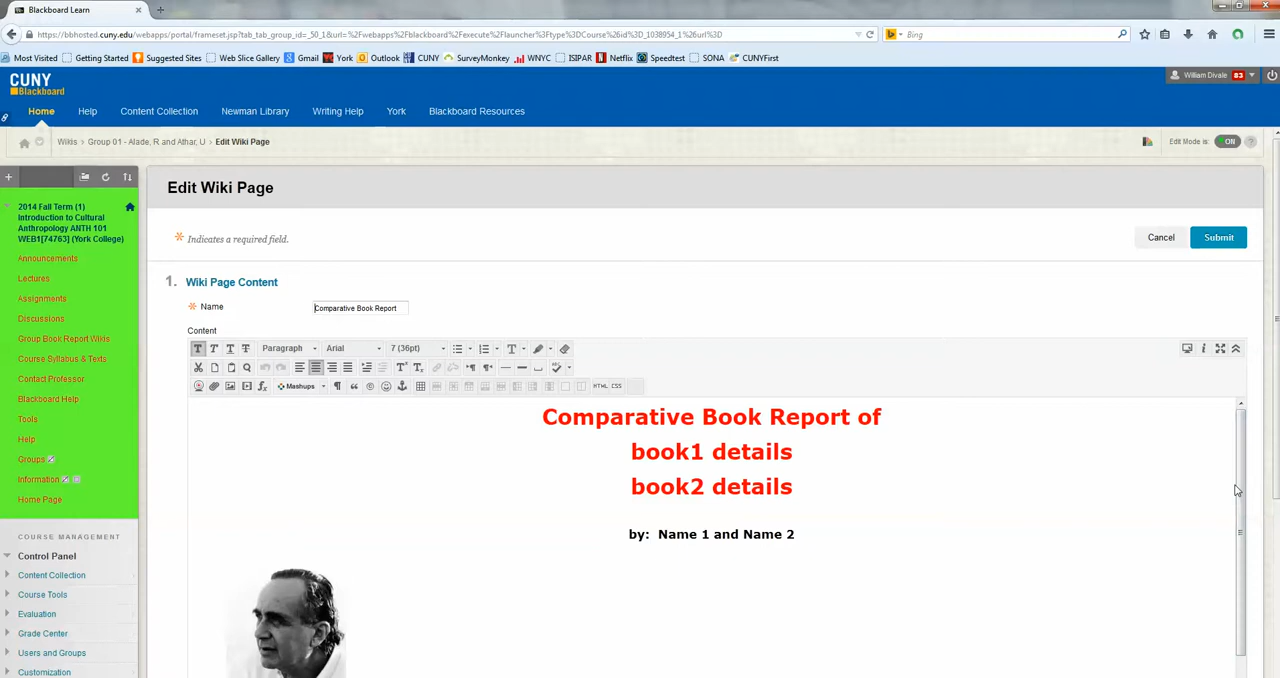 Blackboard Learn
https://bbhosted.cuny.edu/webapps/portal/frameset.jsp?tab_tab_group_id=_50_1&url=%2Fwebapps%2Fblackboard%2Fexecute%2Flauncher%3Ftype%3DCourse%26id%3D_1038954_1%26url%3D
Bing
Most Visited Getting Started Suggested Sites Web Slice Gallery Gmail York Outlook CUNY SurveyMonkey WNYC ISIPAR Netflix Speedtest SONA CUNYFirst
CUNY
Blackboard
William Divale 83
Home Help Content Collection Newman Library Writing Help York Blackboard Resources
Wikis > Group 01 - Alade, R and Athar, U > Edit Wiki Page
Edit Mode is: ON ?
Edit Wiki Page
2014 Fall Term (1)
Introduction to Cultural
Anthropology ANTH 101
WEB1[74763] (York College)
Announcements
Lectures
Assignments
Discussions
Group Book Report Wikis
Course Syllabus & Texts
Contact Professor
Blackboard Help
Tools
Help
Groups
Information
Home Page
COURSE MANAGEMENT
Control Panel
Content Collection
Course Tools
Evaluation
Grade Center
Users and Groups
Customization
Indicates a required field.
Cancel Submit
1. Wiki Page Content
Name Comparative Book Report
Content
T T T T Paragraph Arial 7 (36pt) T
Mashups HTML CSS
Comparative Book Report of
book1 details
book2 details
by: Name 1 and Name 2